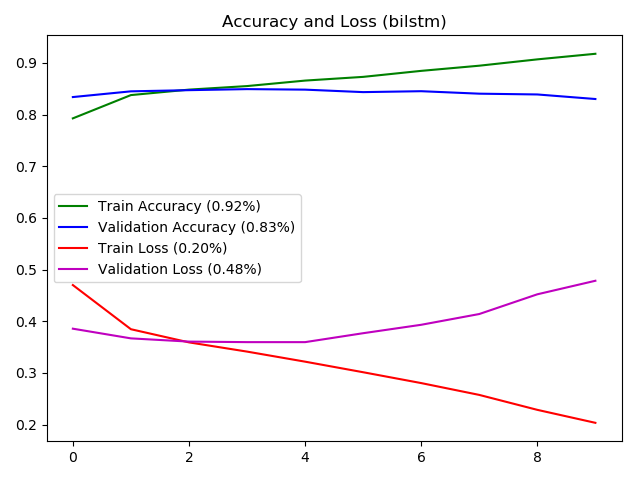 Accuracy and Loss (bilstm)
0.9
0.8
0.7
0.6
0.5
0.4
0.3
0.2
Train Accuracy (0.92%)
Validation Accuracy (0.83%)
Train Loss (0.20%)
Validation Loss (0.48%)
0 2 4 6 8